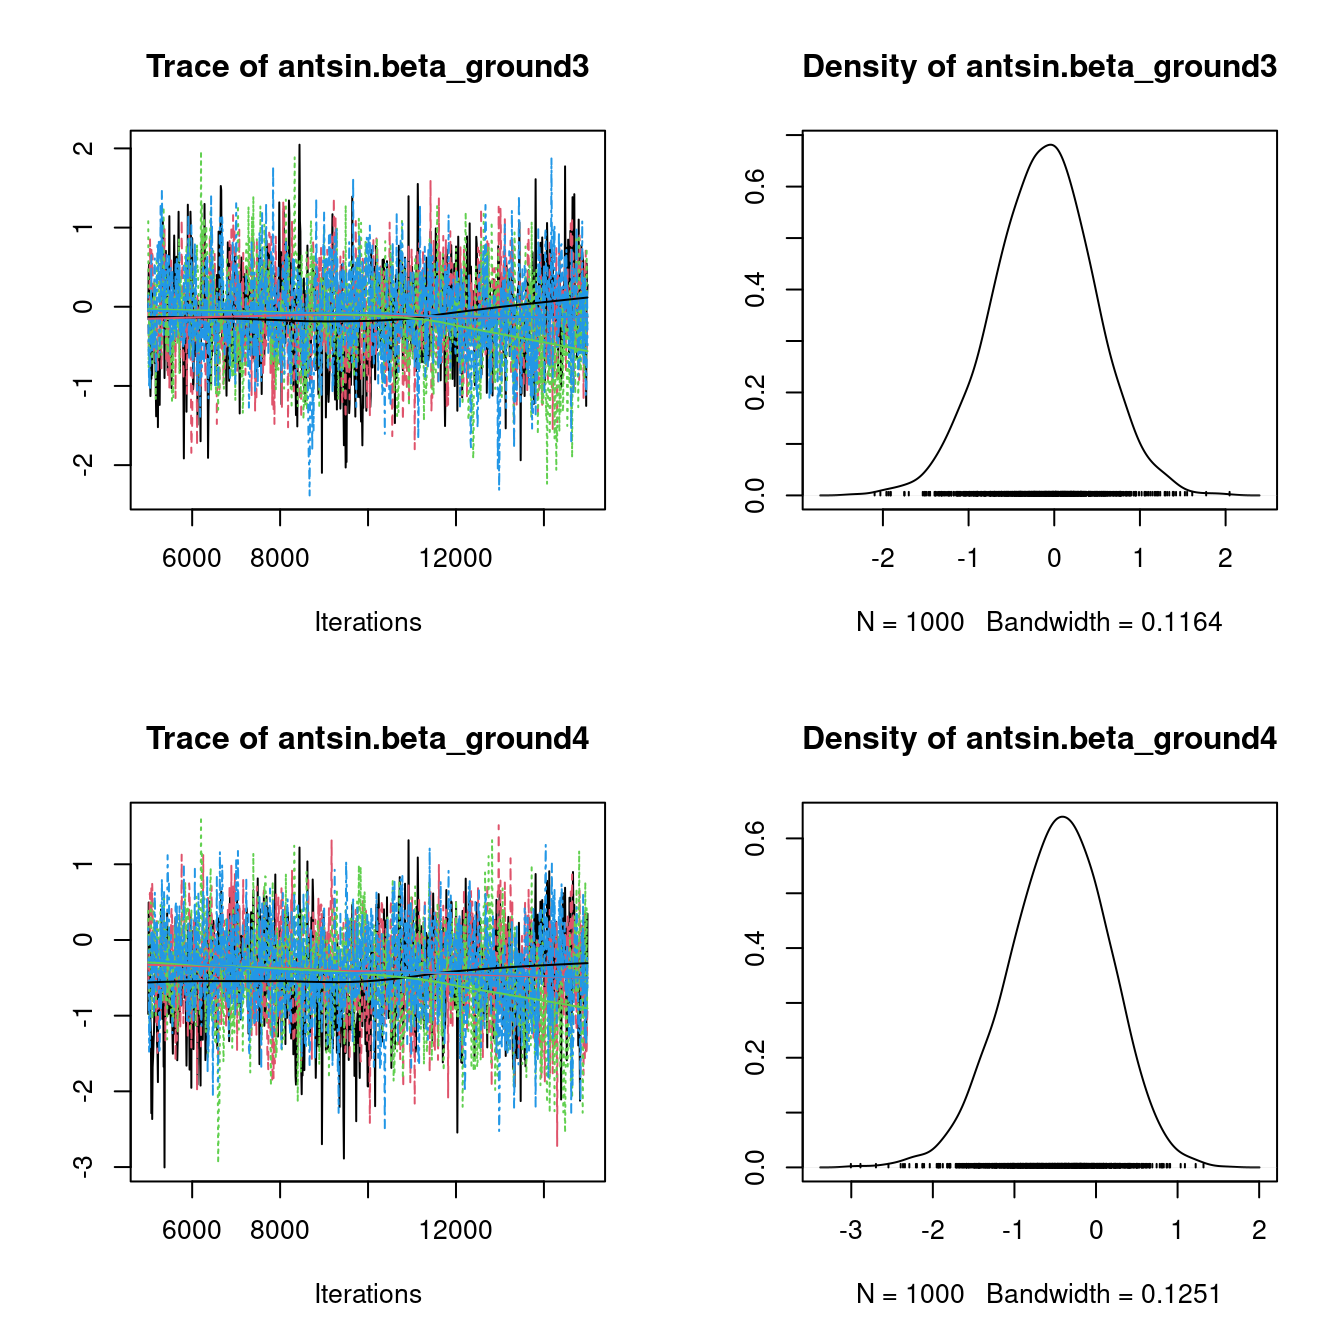 Trace of antsin.beta_ground3
2
1
0
-1
-2
6000 8000 12000
Iterations
Density of antsin.beta_ground3
0.6
0.4
0.2
0.0
-2 -1 0 1 2
N = 1000 Bandwidth = 0.1164
Trace of antsin.beta_ground4
1
0
-1
-2
-3
6000 8000 12000
Iterations
Density of antsin.beta_ground4
0.6
0.4
0.2
0.0
-3 -2 -1 0 1 2
N = 1000 Bandwidth = 0.1251